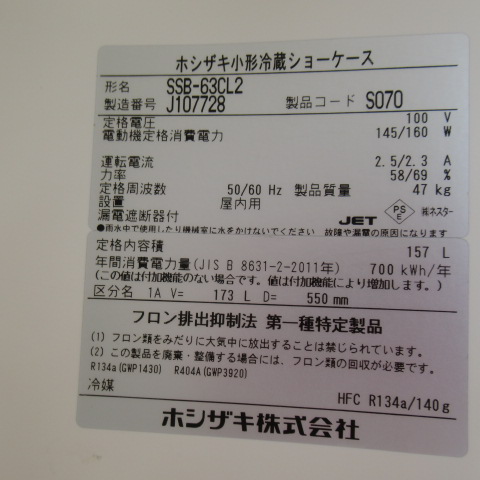 ホシザキ小形冷蔵ショーケース
形名 SSB-63CL2
製造番号 J107728 製品コード S070
定格電圧 100 V
電動機定格消費電力 145/160 W
運転電流 2.5/2.3 A
力率 58/69 %
定格周波数 50/60 Hz 製品質量 47 kg
設置 屋内用
漏電遮断器付 JET PSE ㈱ネスター
●雨水中で使用したり機械室に水をかけないでください 故障や漏電の原因になります
定格内容積 157 L
年間消費電力量(JIS B 8631-2-2011年) 700 kWh/年
(この値は付加機能のない場合です。値は付加機能により増加します。)
区分名 1A V= 173 L D= 550 mm
フロン排出抑制法 第一種特定製品
(1) フロン類をみだりに大気中に放出することは禁じられています。
(2) この製品を廃棄・整備する場合には、フロン類の回収が必要です。
R134a(GWP1430) R404A(GWP3920)
冷媒 HFC R134a/140g
ホシザキ株式会社